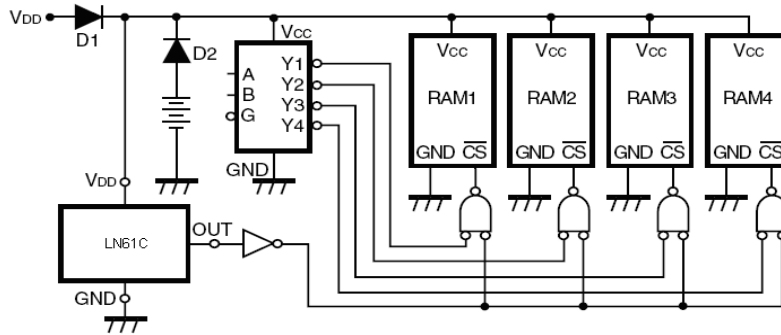 VDD
D1
D2
VCC
A
B
G
Y1
Y2
Y3
Y4
GND
VCC
RAM1
GND CS
VCC
RAM2
GND CS
VCC
RAM3
GND CS
VCC
RAM4
GND CS
VDD
LN61C
OUT
GND